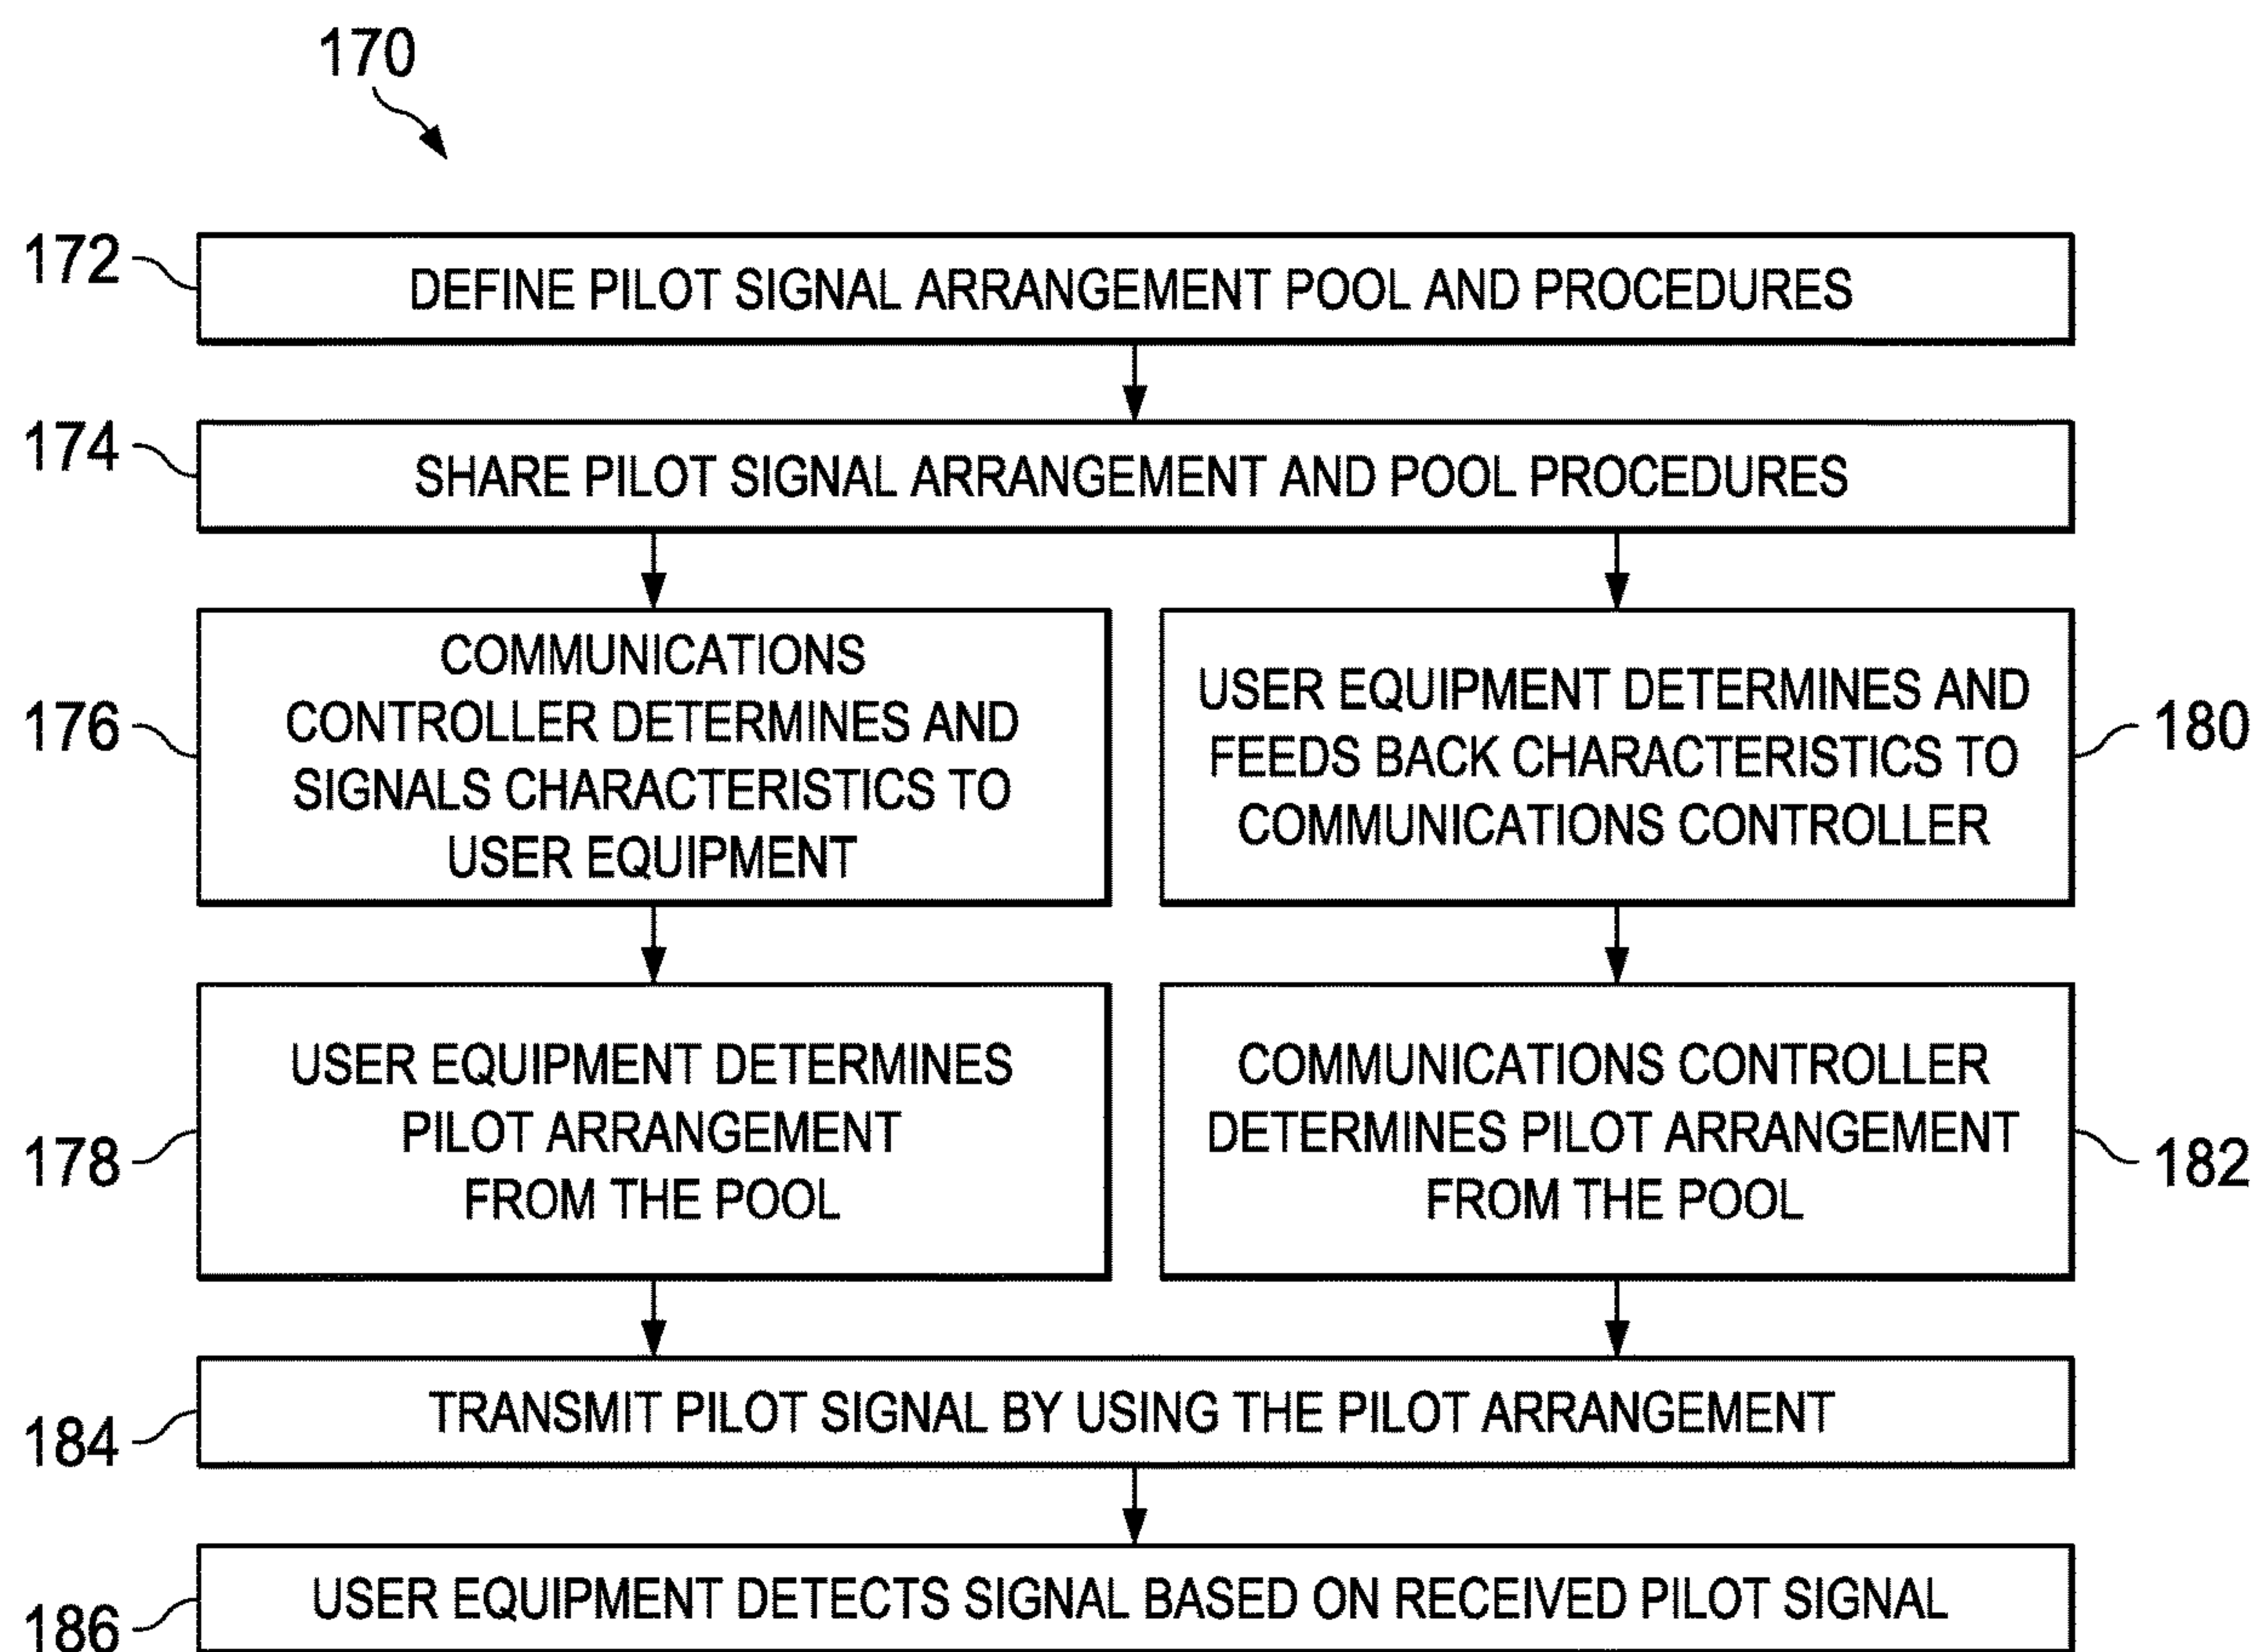 170
172
DEFINE PILOT SIGNAL ARRANGEMENT POOL AND PROCEDURES
174
SHARE PILOT SIGNAL ARRANGEMENT AND POOL PROCEDURES
176
COMMUNICATIONS
CONTROLLER DETERMINES AND
SIGNALS CHARACTERISTICS TO
USER EQUIPMENT
USER EQUIPMENT DETERMINES AND
FEEDS BACK CHARACTERISTICS TO
COMMUNICATIONS CONTROLLER
180
178
USER EQUIPMENT DETERMINES
PILOT ARRANGEMENT
FROM THE POOL
COMMUNICATIONS CONTROLLER
DETERMINES PILOT ARRANGEMENT
FROM THE POOL
182
184
TRANSMIT PILOT SIGNAL BY USING THE PILOT ARRANGEMENT
186
USER EQUIPMENT DETECTS SIGNAL BASED ON RECEIVED PILOT SIGNAL